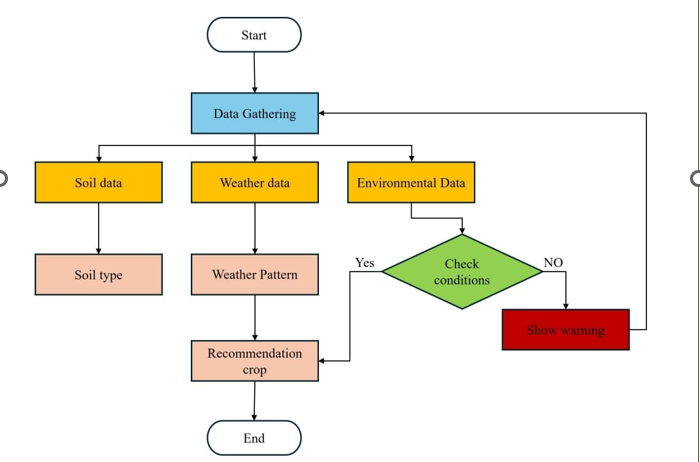 Start
Data Gathering
Soil data
Weather data
Environmental Data
Yes
Check
conditions
NO
Soil type
Weather Pattern
Show warning
Recommendation
crop
End